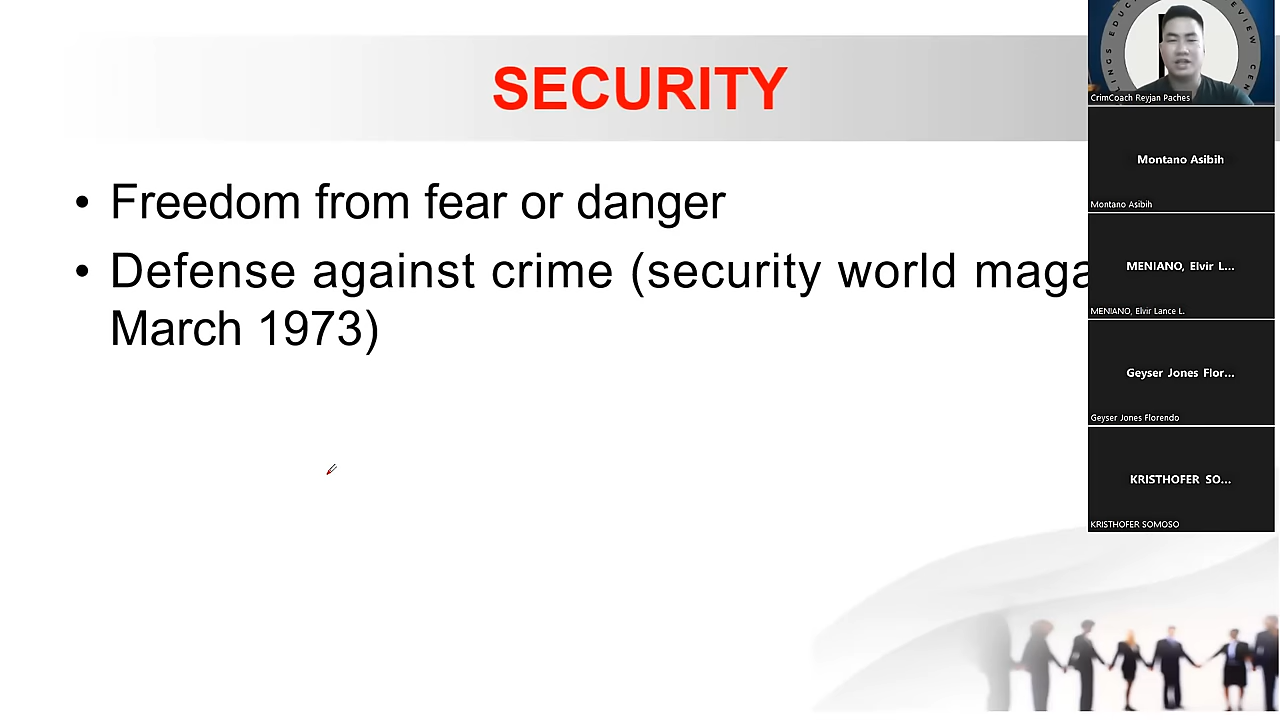 SECURITY
• Freedom from fear or danger
• Defense against crime (security world maga
March 1973)
CrimCoach Reyjan Paches
Montano Asibih
Montano Asibih
MENIANO, Elvir L...
MENIANO, Elvir Lance L.
Geyser Jones Flor...
Geyser Jones Florendo
KRISTHOFER SO...
KRISTHOFER SOMOSO